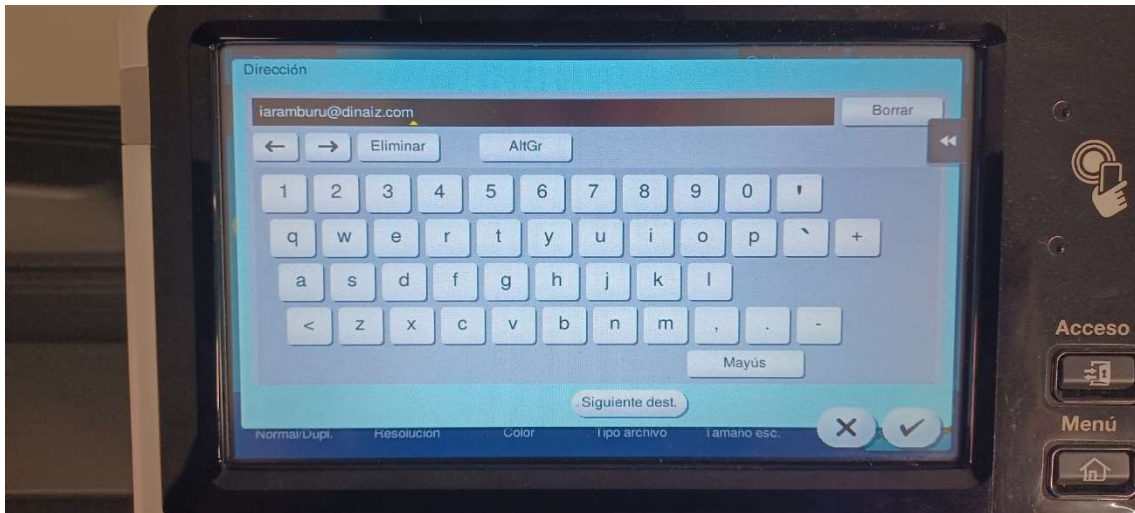 Dirección
iaramburu@dinaiz.com Borrar
← → Eliminar AltGr
1 2 3 4 5 6 7 8 9 0 '
q w e r t y u i o p ` +
a s d f g h j k l
< z x c v b n m , . -
Mayús
Siguiente dest.
Normal/Dupl. Resolución Color Tipo archivo Tamaño esc.
Acceso
Menú